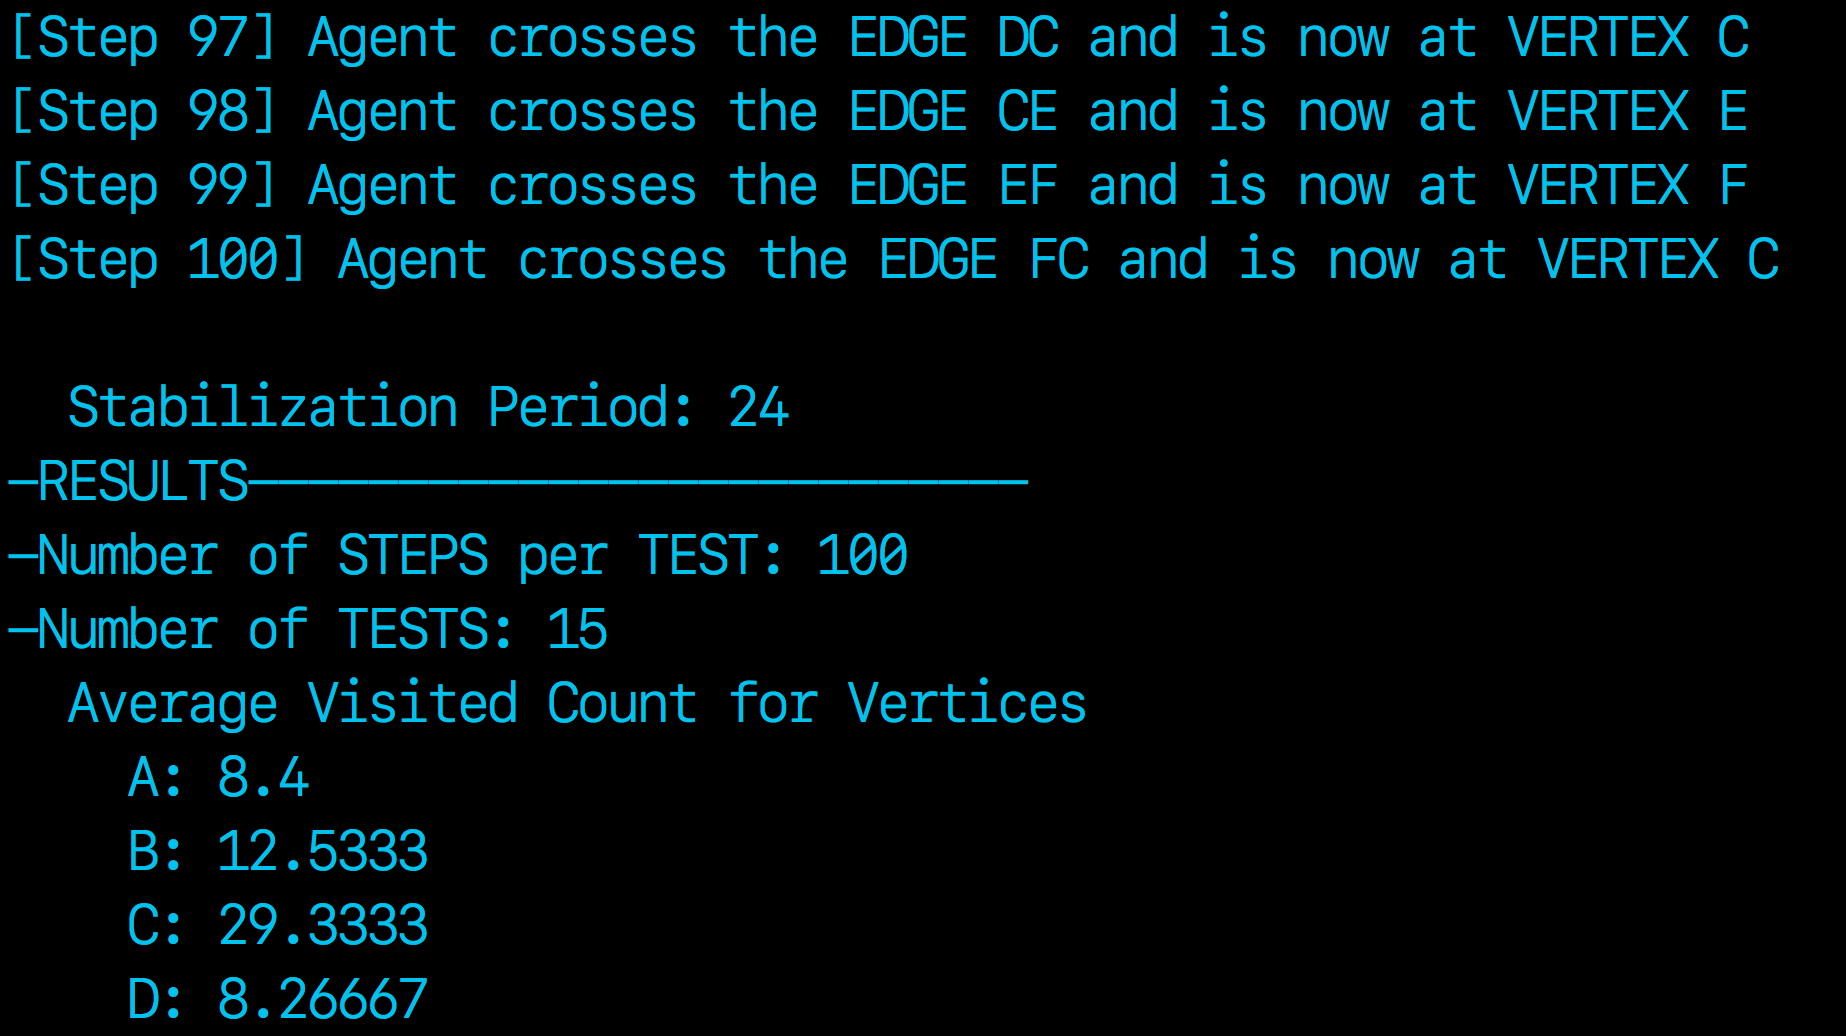 [Step 97] Agent crosses the EDGE DC and is now at VERTEX C
[Step 98] Agent crosses the EDGE CE and is now at VERTEX E
[Step 99] Agent crosses the EDGE EF and is now at VERTEX F
[Step 100] Agent crosses the EDGE FC and is now at VERTEX C
Stabilization Period: 24
—RESULTS——————————————————————————
—Number of STEPS per TEST: 100
—Number of TESTS: 15
Average Visited Count for Vertices
A: 8.4
B: 12.5333
C: 29.3333
D: 8.26667